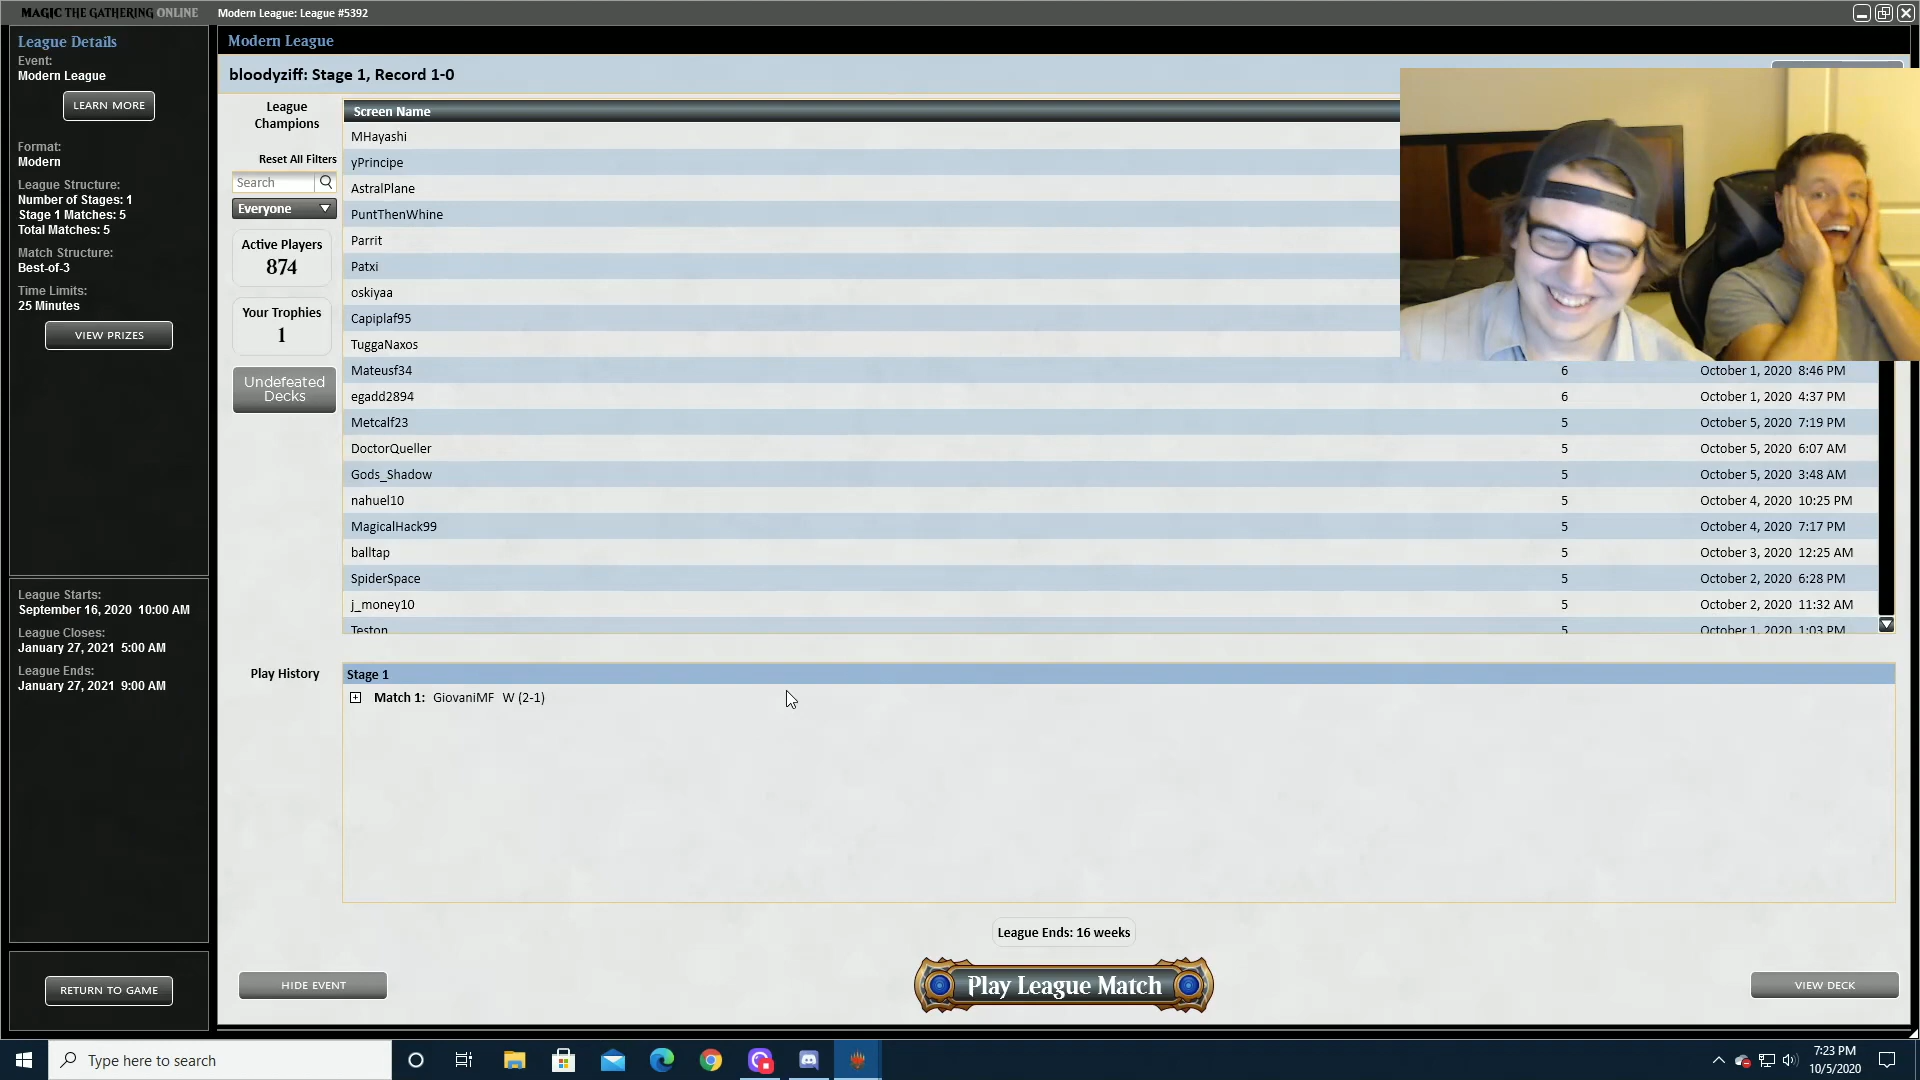 MAGIC THE GATHERING ONLINE
Modern League: League #5392
League Details
Event:
Modern League
LEARN MORE
Format:
Modern
League Structure:
Number of Stages: 1
Stage 1 Matches: 5
Total Matches: 5
Match Structure:
Best-of-3
Time Limits:
25 Minutes
VIEW PRIZES
League Starts:
September 16, 2020 10:00 AM
League Closes:
January 27, 2021 5:00 AM
League Ends:
January 27, 2021 9:00 AM
RETURN TO GAME
Modern League
bloodyziff: Stage 1, Record 1-0
League
Champions
Reset All Filters
Search
Everyone
Active Players
874
Your Trophies
1
Undefeated
Decks
Screen Name
MHayashi
yPrincipe
AstralPlane
PuntThenWhine
Parrit
Patxi
oskiyaa
Capiplaf95
TuggaNaxos
Mateusf34 6 October 1, 2020 8:46 PM
egadd2894 6 October 1, 2020 4:37 PM
Metcalf23 5 October 5, 2020 7:19 PM
DoctorQueller 5 October 5, 2020 6:07 AM
Gods_Shadow 5 October 5, 2020 3:48 AM
nahuel10 5 October 4, 2020 10:25 PM
MagicalHack99 5 October 4, 2020 7:17 PM
balltap 5 October 3, 2020 12:25 AM
SpiderSpace 5 October 2, 2020 6:28 PM
j_money10 5 October 2, 2020 11:32 AM
Teston 5 October 1, 2020 1:03 PM
Play History
Stage 1
Match 1: GiovaniMF W (2-1)
League Ends: 16 weeks
HIDE EVENT
Play League Match
VIEW DECK
Type here to search
7:23 PM
10/5/2020